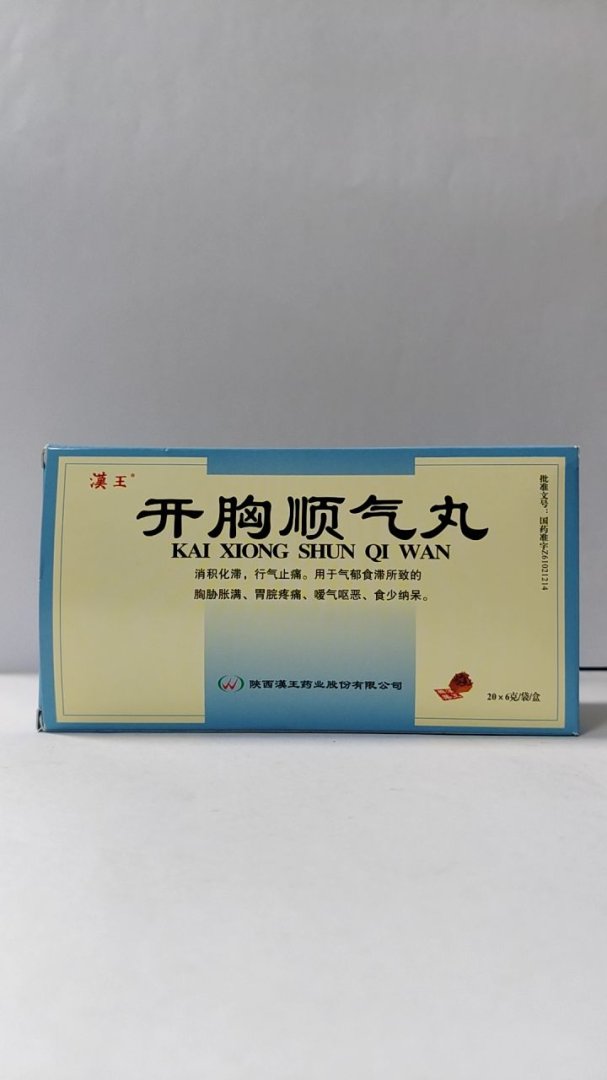 漢王®
开胸顺气丸
KAI XIONG SHUN QI WAN
消积化滞，行气止痛。用于气郁食滞所致的
胸胁胀满、胃脘疼痛、嗳气呕恶、食少纳呆。
批准文号：国药准字Z61021214
陕西漢王药业股份有限公司
20×6克/袋/盒